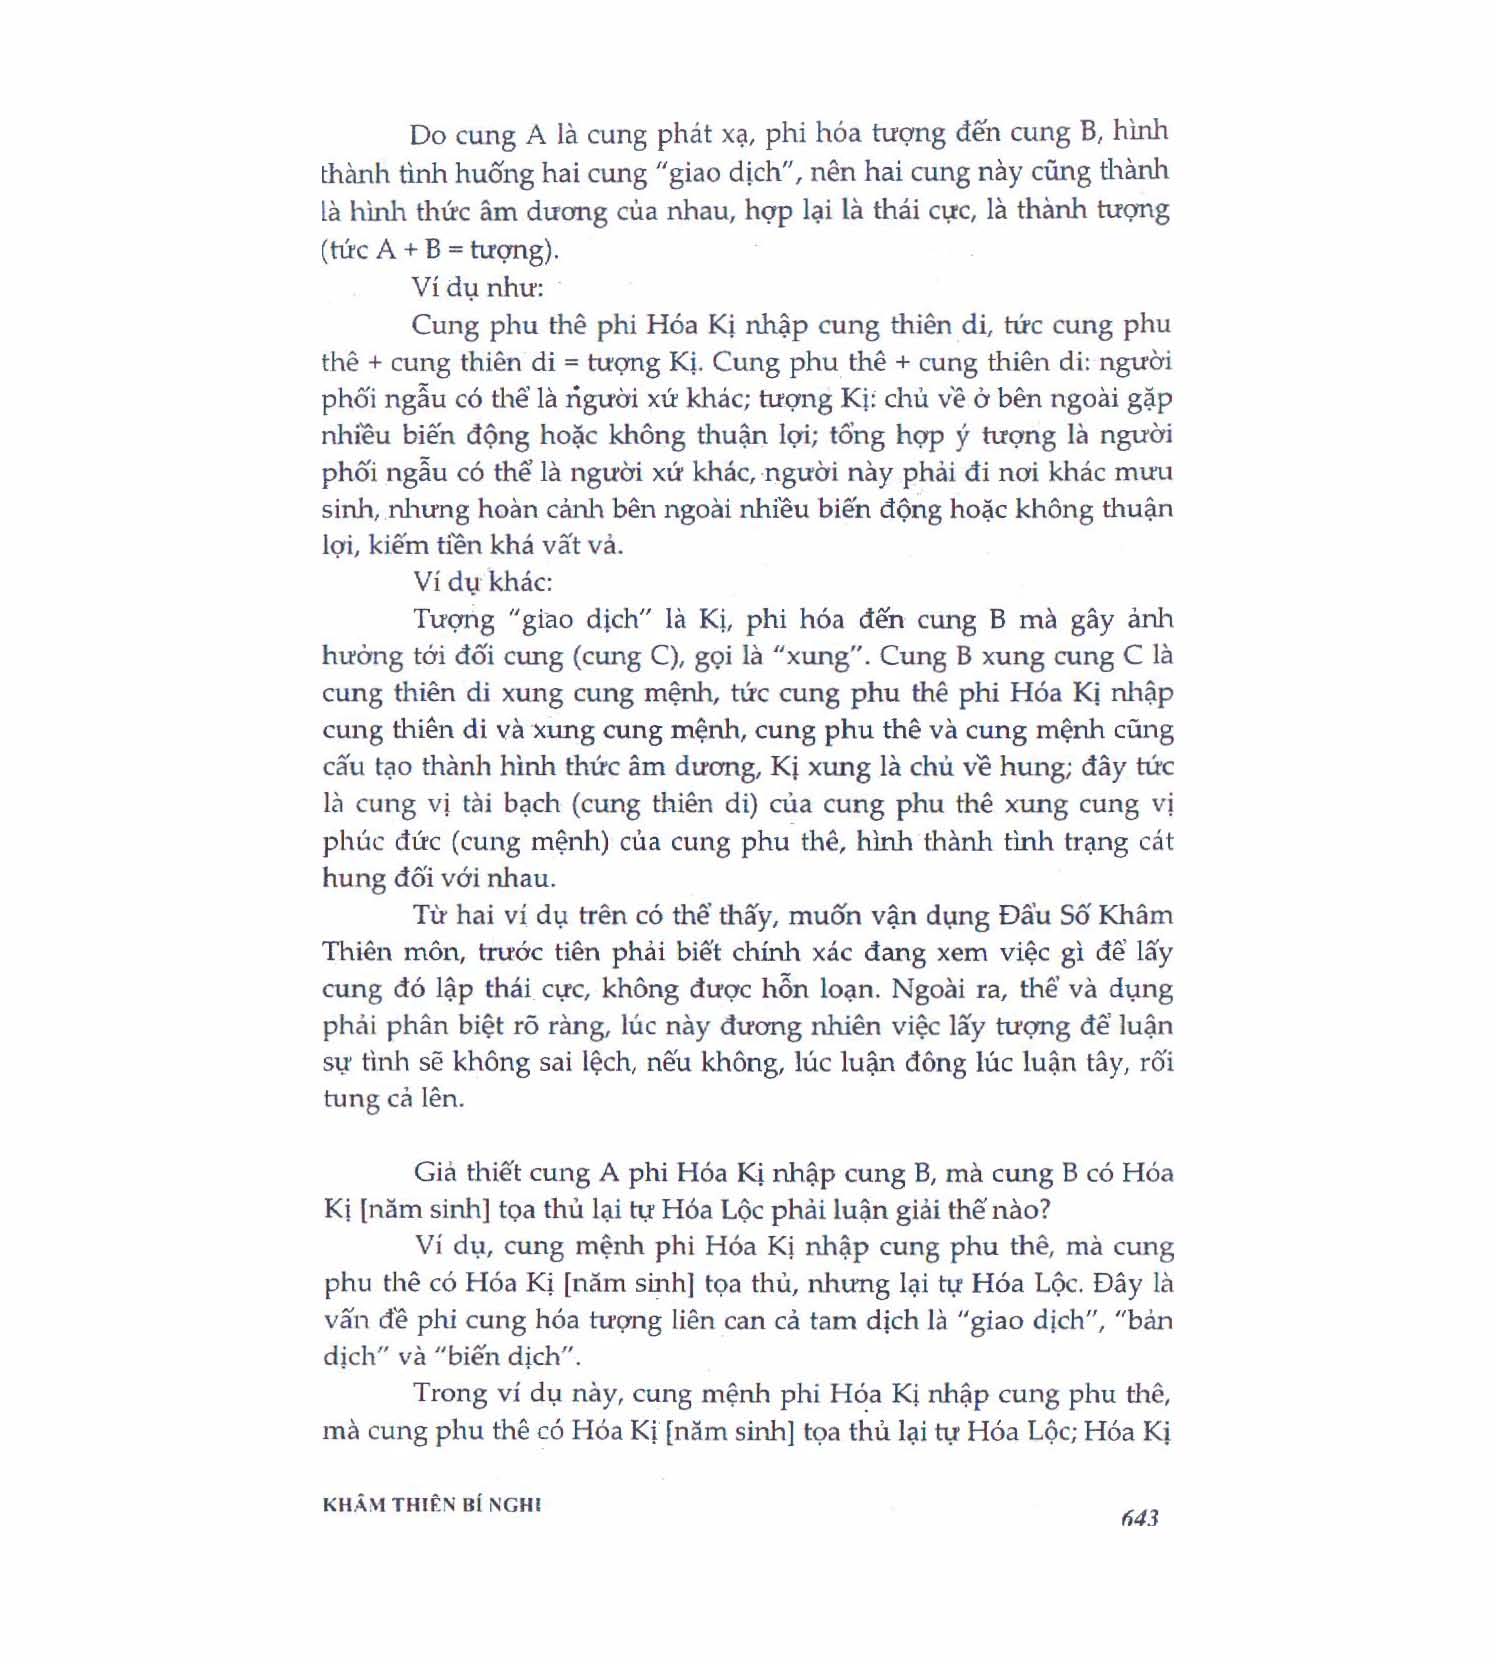 Do cung A là cung phát xạ, phi hóa tượng đến cung B, hình
thành tình huống hai cung "giao dịch", nên hai cung này cũng thành
là hình thức âm dương của nhau, hợp lại là thái cực, là thành tượng
(tức A + B = tượng).
Ví dụ như:
Cung phu thê phi Hóa Kị nhập cung thiên di, tức cung phu
thê + cung thiên di = tượng Kị. Cung phu thê + cung thiên di: người
phối ngẫu có thể là người xứ khác; tượng Kị: chủ về ở bên ngoài gặp
nhiều biến động hoặc không thuận lợi; tổng hợp ý tượng là người
phối ngẫu có thể là người xứ khác, người này phải đi nơi khác mưu
sinh, nhưng hoàn cảnh bên ngoài nhiều biến động hoặc không thuận
lợi, kiếm tiền khá vất vả.
Ví dụ khác:
Tượng "giao dịch" là Kị, phi hóa đến cung B mà gây ảnh
hưởng tới đối cung (cung C), gọi là "xung". Cung B xung cung C là
cung thiên di xung cung mệnh, tức cung phu thê phi Hóa Kị nhập
cung thiên di và xung cung mệnh, cung phu thê và cung mệnh cũng
cấu tạo thành hình thức âm dương, Kị xung là chủ về hung; đây tức
là cung vị tài bạch (cung thiên di) của cung phu thê xung cung vị
phúc đức (cung mệnh) của cung phu thê, hình thành tình trạng cát
hung đối với nhau.
Từ hai ví dụ trên có thể thấy, muốn vận dụng Đẩu Số Khâm
Thiên môn, trước tiên phải biết chính xác đang xem việc gì để lấy
cung đó lập thái cực, không được hỗn loạn. Ngoài ra, thể và dụng
phải phân biệt rõ ràng, lúc này đương nhiên việc lấy tượng để luận
sự tình sẽ không sai lệch, nếu không, lúc luận đông lúc luận tây, rối
tung cả lên.
Giả thiết cung A phi Hóa Kị nhập cung B, mà cung B có Hóa
Kị [năm sinh] tọa thủ lại tự Hóa Lộc phải luận giải thế nào?
Ví dụ, cung mệnh phi Hóa Kị nhập cung phu thê, mà cung
phu thê có Hóa Kị [năm sinh] tọa thủ, nhưng lại tự Hóa Lộc. Đây là
vấn đề phi cung hóa tượng liên can cả tam dịch là "giao dịch", "bản
dịch" và "biến dịch".
Trong ví dụ này, cung mệnh phi Hóa Kị nhập cung phu thê,
mà cung phu thê có Hóa Kị [năm sinh] tọa thủ lại tự Hóa Lộc; Hóa Kị
KHÂM THIÊN BÍ NGHI
643